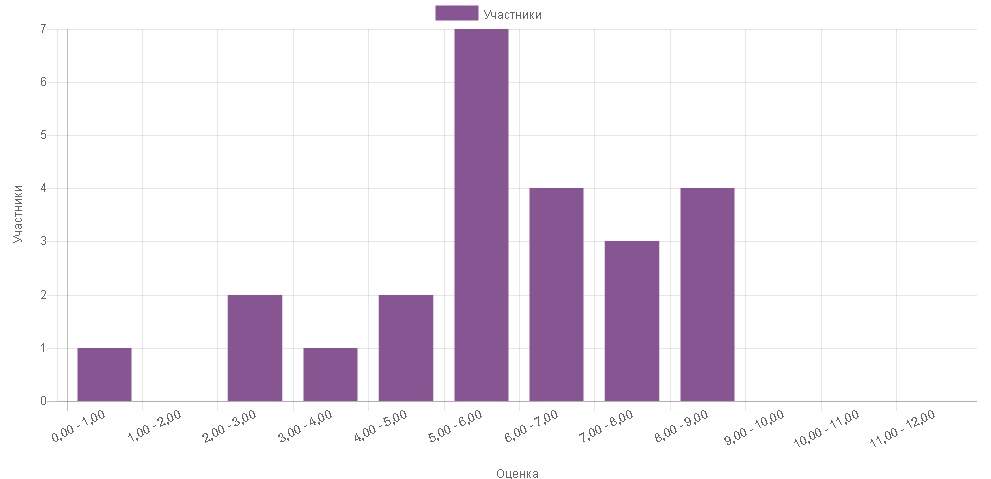 Участники
7
6
5
4
3
2
1
0
Участники
0,00 - 1,00
1,00 - 2,00
2,00 - 3,00
3,00 - 4,00
4,00 - 5,00
5,00 - 6,00
6,00 - 7,00
7,00 - 8,00
8,00 - 9,00
9,00 - 10,00
10,00 - 11,00
11,00 - 12,00
Оценка